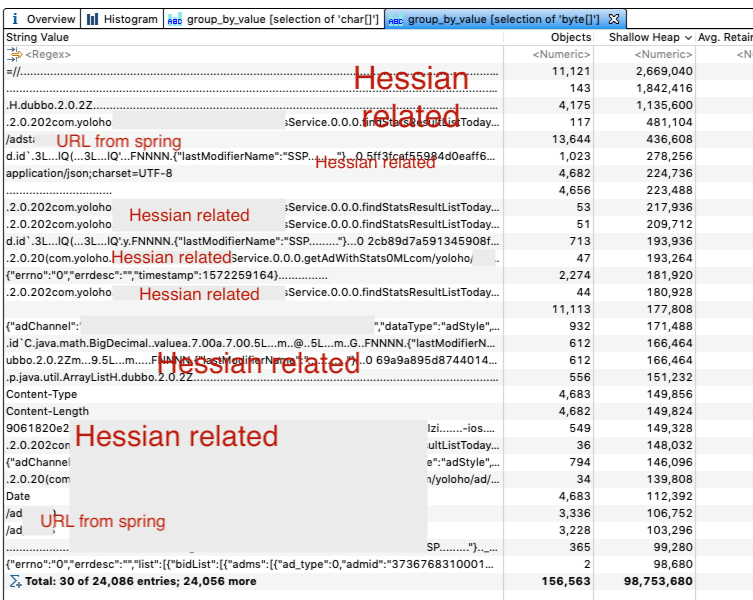 i Overview Histogram group_by_value [selection of 'char[]'] group_by_value [selection of 'byte[]']
String Value Objects Shallow Heap Avg. Retai
<Regex> <Numeric> <Numeric> <N
=//.................. 11,121 2,669,040
.................. 143 1,842,416
Hessian related
.H.dubbo.2.0.2Z.................. 4,175 1,135,600
.2.0.202com.yoloho sService.0.0.0.findStatsResultListToday... 117 481,104
/adsta 13,644 436,608
URL from spring
d.id`.3L...IQ(...3L...IQ'...FNNNN.{"lastModifierName":"SSP 5ff3fcaf55984d0eaff6... 1,023 278,256
Hessian related
application/json;charset=UTF-8 4,682 224,736
.................. 4,656 223,488
.2.0.202com.yoloho sService.0.0.0.findStatsResultListToday... 53 217,936
Hessian related
.2.0.202com.yoloho sService.0.0.0.findStatsResultListToday... 51 209,712
d.id`.3L...IQ(...3L...IQ'.y.FNNNN.{"lastModifierName":"SSP.........."}...0 2cb89d7a591345908f... 713 193,936
.2.0.20(com.yoloho. Service.0.0.0.getAdWithStats0MLcom/yoloho/ ... 47 193,264
Hessian related
{"errno":"0","errdesc":"","timestamp":1572259164}............... 2,274 181,920
.2.0.202com.yoloho sService.0.0.0.findStatsResultListToday... 44 180,928
Hessian related
11,113 177,808
{"adChannel":" ","dataType":"adStyle",... 932 171,488
.id`C.java.math.BigDecimal..valuea.7.00a.7.00.5L...m...@..5L...m..G..FNNNN.{"lastModifierN... 612 166,464
ubbo.2.0.2Zm...9.5L...m.....FNNNN.{"lastModifierName":" "}...0 69a9a895d8744014... 612 166,464
Hessian related
.p.java.util.ArrayListH.dubbo.2.0.2Z.................. 556 151,232
Content-Type 4,683 149,856
Content-Length 4,682 149,824
9061820e2 lzi.......-ios.... 549 149,328
Hessian related
.2.0.202com ultListToday... 36 148,032
{"adChannel e":"adStyle",... 794 146,096
.2.0.20(com n/yoloho/ad/... 34 139,808
Date 4,683 112,392
/ad 3,336 106,752
URL from spring
/ad 3,228 103,296
.................. SP........."}.._... 365 99,280
{"errno":"0","errdesc":"","list":[{"bidList":[{"adms":[{"ad_type":0,"admid":"3736768310001... 2 98,680
Total: 30 of 24,086 entries; 24,056 more 156,563 98,753,680